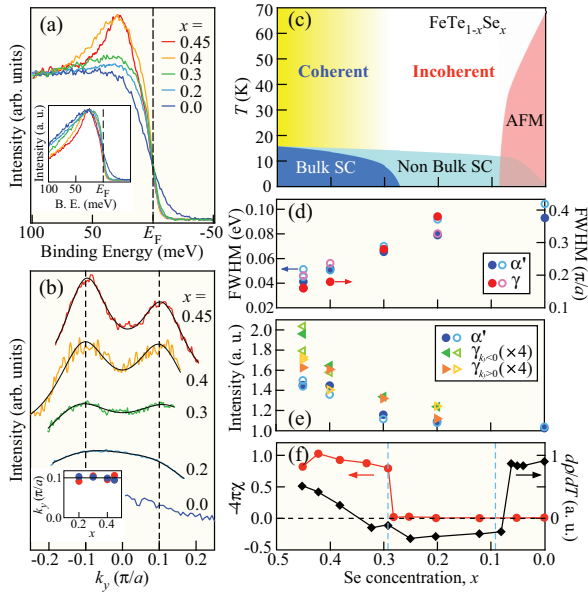 (a)
x =
0.45
0.4
0.3
0.2
0.0
Intensity (arb. units)
Intensity (a. u.)
100 50 E_F
B. E. (meV)
100 50 E_F -50
Binding Energy (meV)
(b)
x =
0.45
0.4
0.3
0.2
0.0
Intensity (arb. units)
k_y (π/a)
0.1
0.0
0.2 0.4
x
-0.2 -0.1 0.0 0.1 0.2
k_y (π/a)
(c)
FeTe_{1-x}Se_x
Coherent
Incoherent
AFM
Bulk SC
Non Bulk SC
T (K)
70
60
50
40
30
20
10
0
(d)
FWHM (eV)
0.10
0.08
0.06
0.04
0.4
0.3
0.2
0.1
FWHM (π/a)
α'
γ
(e)
Intensity (a. u.)
2.0
1.8
1.6
1.4
1.2
1.0
α'
γ_{k_y<0} (×4)
γ_{k_y>0} (×4)
(f)
-4πχ
1.0
0.5
0.0
-0.5
1
0
dρ/dT (a. u.)
0.5 0.4 0.3 0.2 0.1 0.0
Se concentration, x